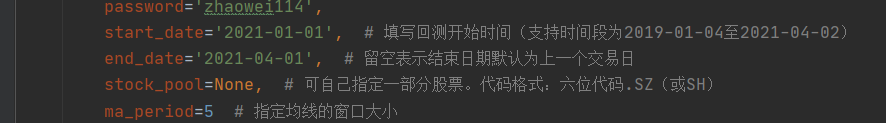 password='zhaowei114',
start_date='2021-01-01',  # 填写回测开始时间（支持时间段为2019-01-04至2021-04-02）
end_date='2021-04-01',  # 留空表示结束日期默认为上一个交易日
stock_pool=None,  # 可自己指定一部分股票。代码格式：六位代码.SZ（或SH）
ma_period=5  # 指定均线的窗口大小